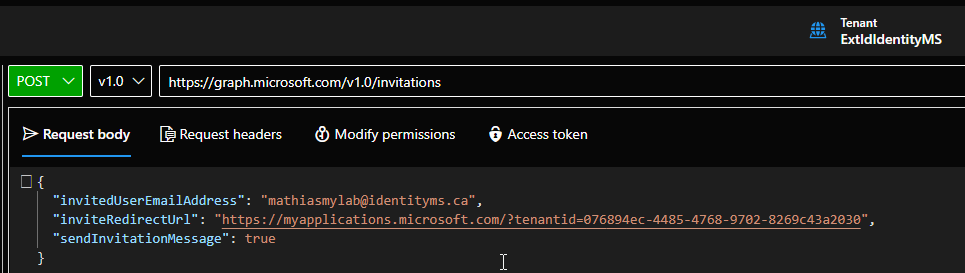 Tenant
ExtIdIdentityMS
POST v1.0 https://graph.microsoft.com/v1.0/invitations
Request body Request headers Modify permissions Access token
{
"invitedUserEmailAddress": "mathiasmylab@identityms.ca",
"inviteRedirectUrl": "https://myapplications.microsoft.com/?tenantid=076894ec-4485-4768-9702-8269c43a2030",
"sendInvitationMessage": true
}